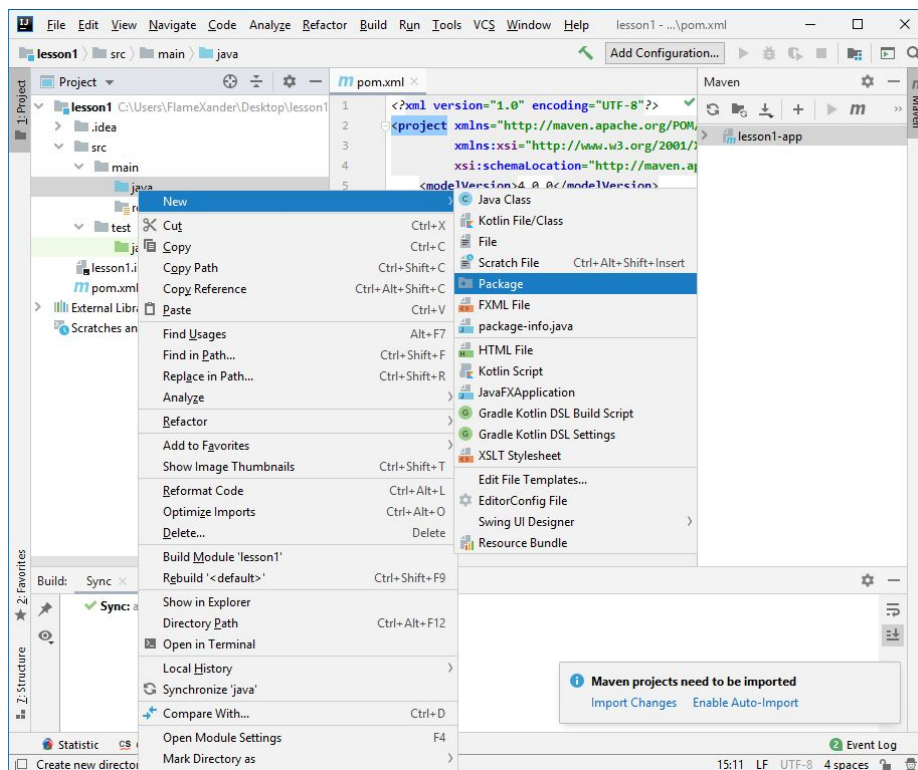 File Edit View Navigate Code Analyze Refactor Build Run Tools VCS Window Help lesson1 - ...\pom.xml
lesson1 src main java Add Configuration...
1: Project
Project
pom.xml
Maven
lesson1 C:\Users\FlameXander\Desktop\lesson1
.idea
src
main
java
test
lesson1.i
pom.xml
External Libra
Scratches an
1 <?xml version="1.0" encoding="UTF-8"?>
2 <project xmlns="http://maven.apache.org/POM/
3 xmlns:xsi="http://www.w3.org/2001/X
4 xsi:schemaLocation="http://maven.ap
5 <modelVersion>4.0.0</modelVersion>
lesson1-app
New
Cut Ctrl+X
Copy Ctrl+C
Copy Path Ctrl+Shift+C
Copy Reference Ctrl+Alt+Shift+C
Paste Ctrl+V
Find Usages Alt+F7
Find in Path... Ctrl+Shift+F
Replace in Path... Ctrl+Shift+R
Analyze
Refactor
Add to Favorites
Show Image Thumbnails Ctrl+Shift+T
Reformat Code Ctrl+Alt+L
Optimize Imports Ctrl+Alt+O
Delete... Delete
Build Module 'lesson1'
Rebuild '<default>' Ctrl+Shift+F9
Show in Explorer
Directory Path Ctrl+Alt+F12
Open in Terminal
Local History
Synchronize 'java'
Compare With... Ctrl+D
Open Module Settings F4
Mark Directory as
Java Class
Kotlin File/Class
File
Scratch File Ctrl+Alt+Shift+Insert
Package
FXML File
package-info.java
HTML File
Kotlin Script
JavaFXApplication
Gradle Kotlin DSL Build Script
Gradle Kotlin DSL Settings
XSLT Stylesheet
Edit File Templates...
EditorConfig File
Swing UI Designer
Resource Bundle
2: Favorites
Z: Structure
Build: Sync
Sync: a
Maven projects need to be imported
Import Changes Enable Auto-Import
Statistic CS 2 Event Log
Create new director 15:11 LF UTF-8 4 spaces